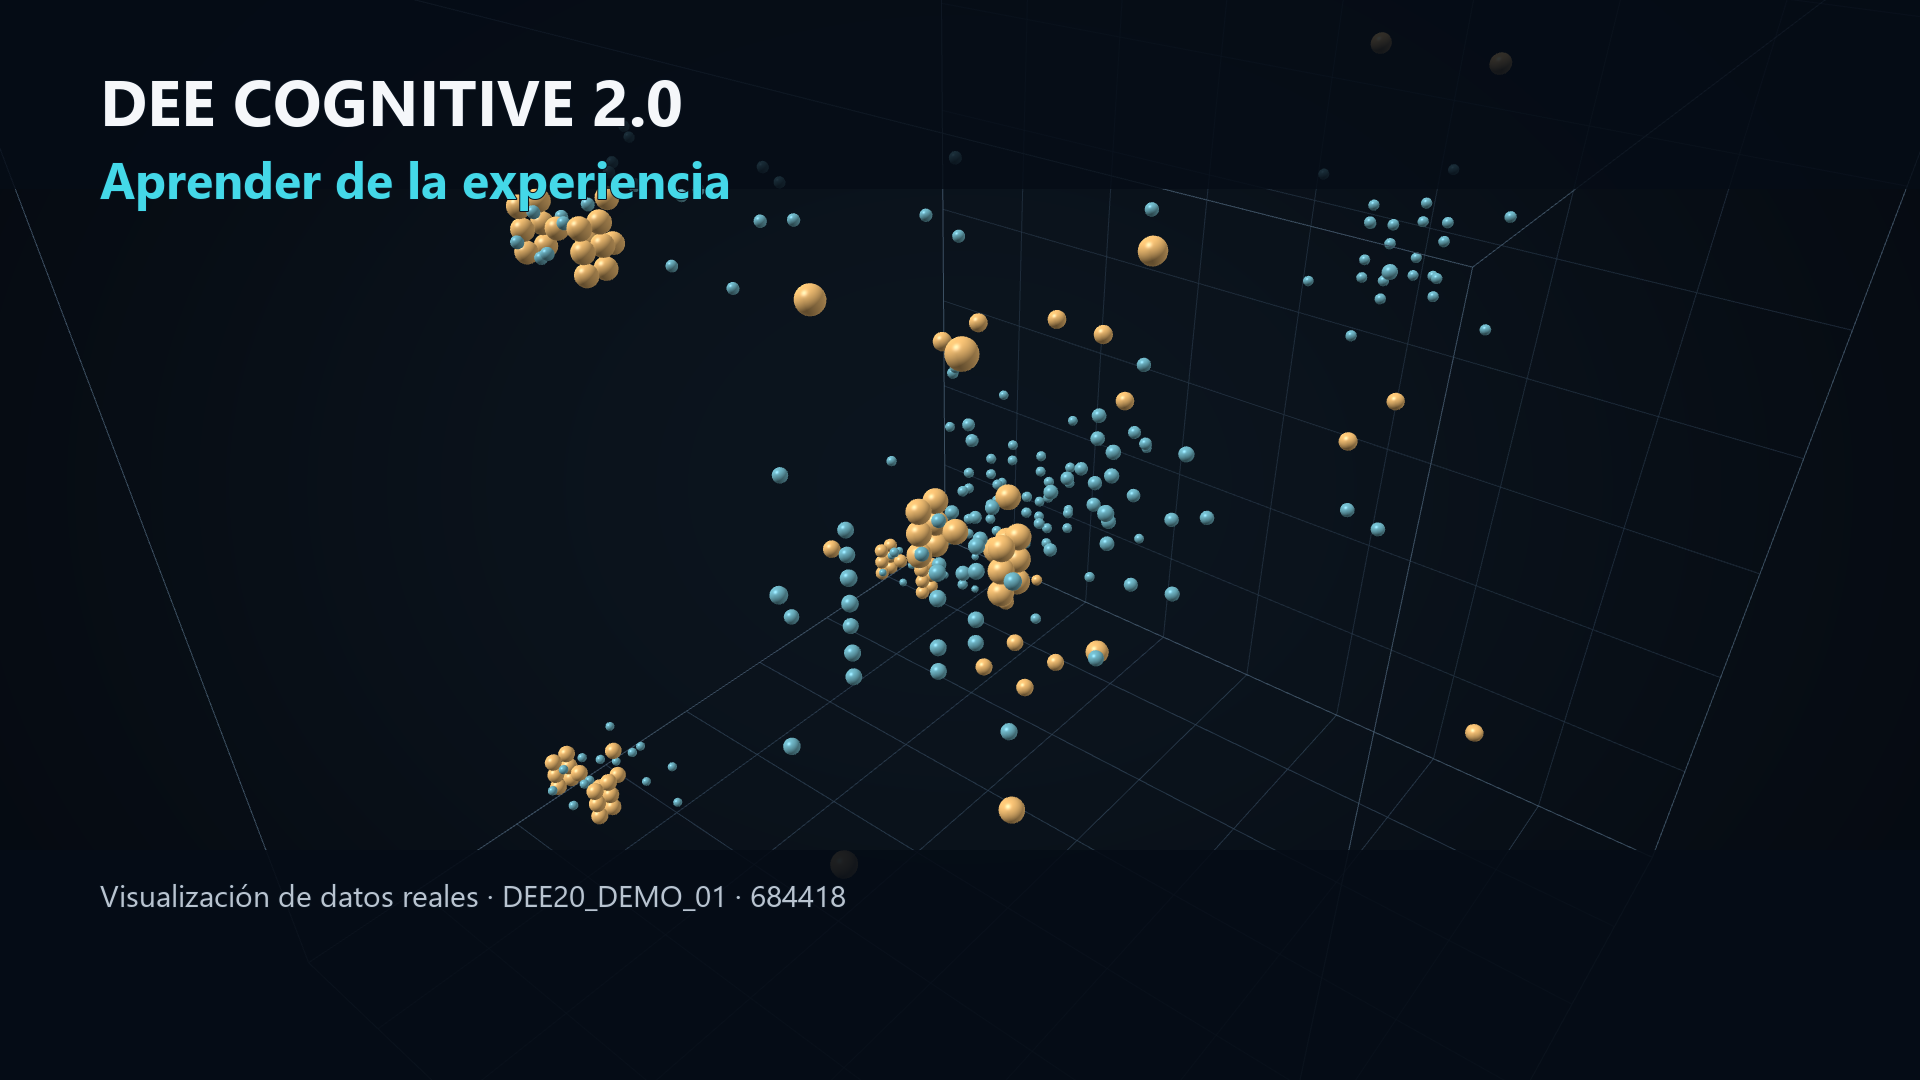 DEE COGNITIVE 2.0
Aprender de la experiencia
Visualización de datos reales · DEE20_DEMO_01 · 684418